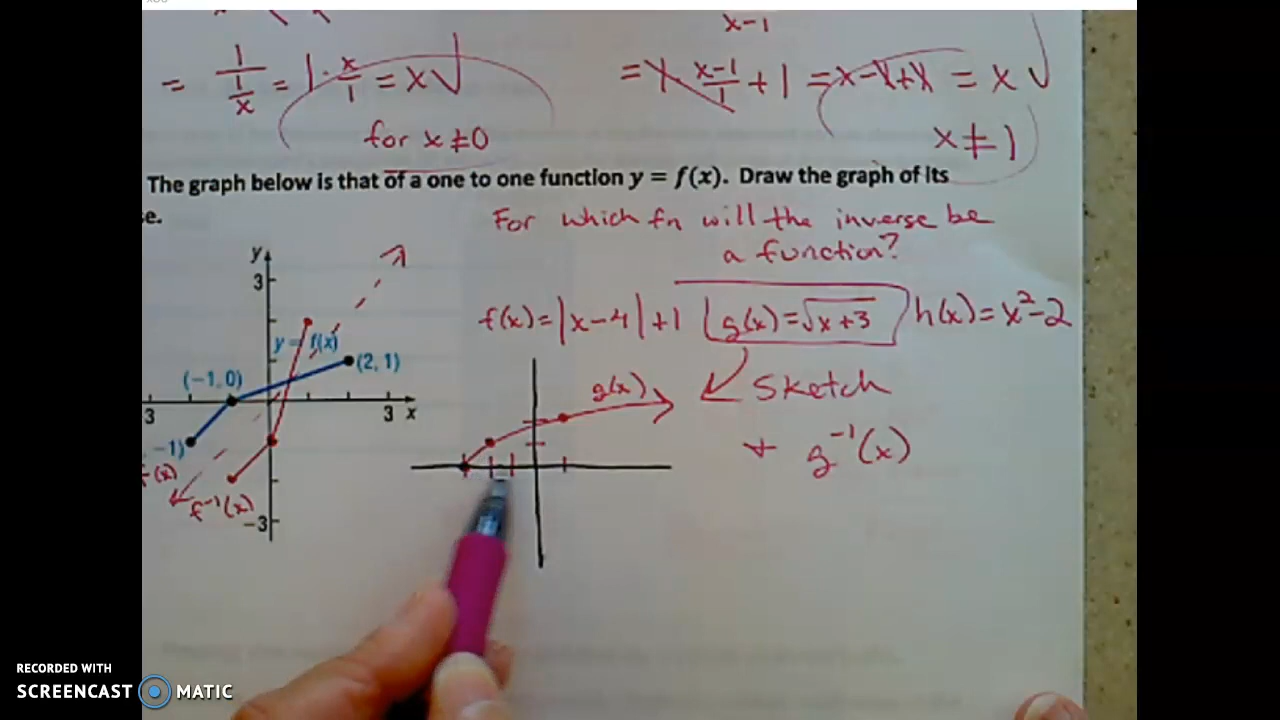 x-1
= 1/(1/x) = 1 · x/1 = x √
for x ≠ 0
= x · (x-1)/1 + 1 = x - 1 + 1 = x √
x ≠ 1
The graph below is that of a one to one function y = f(x). Draw the graph of its
e.
For which fn will the inverse be
a function?
f(x) = |x-4| + 1 g(x) = √x+3 h(x) = x²-2
y
3
y = f(x)
(2, 1)
(-1, 0)
3
3 x
-1)
(x)
f⁻¹(x)
-3
g(x)
Sketch
+ g⁻¹(x)
RECORDED WITH
SCREENCAST MATIC